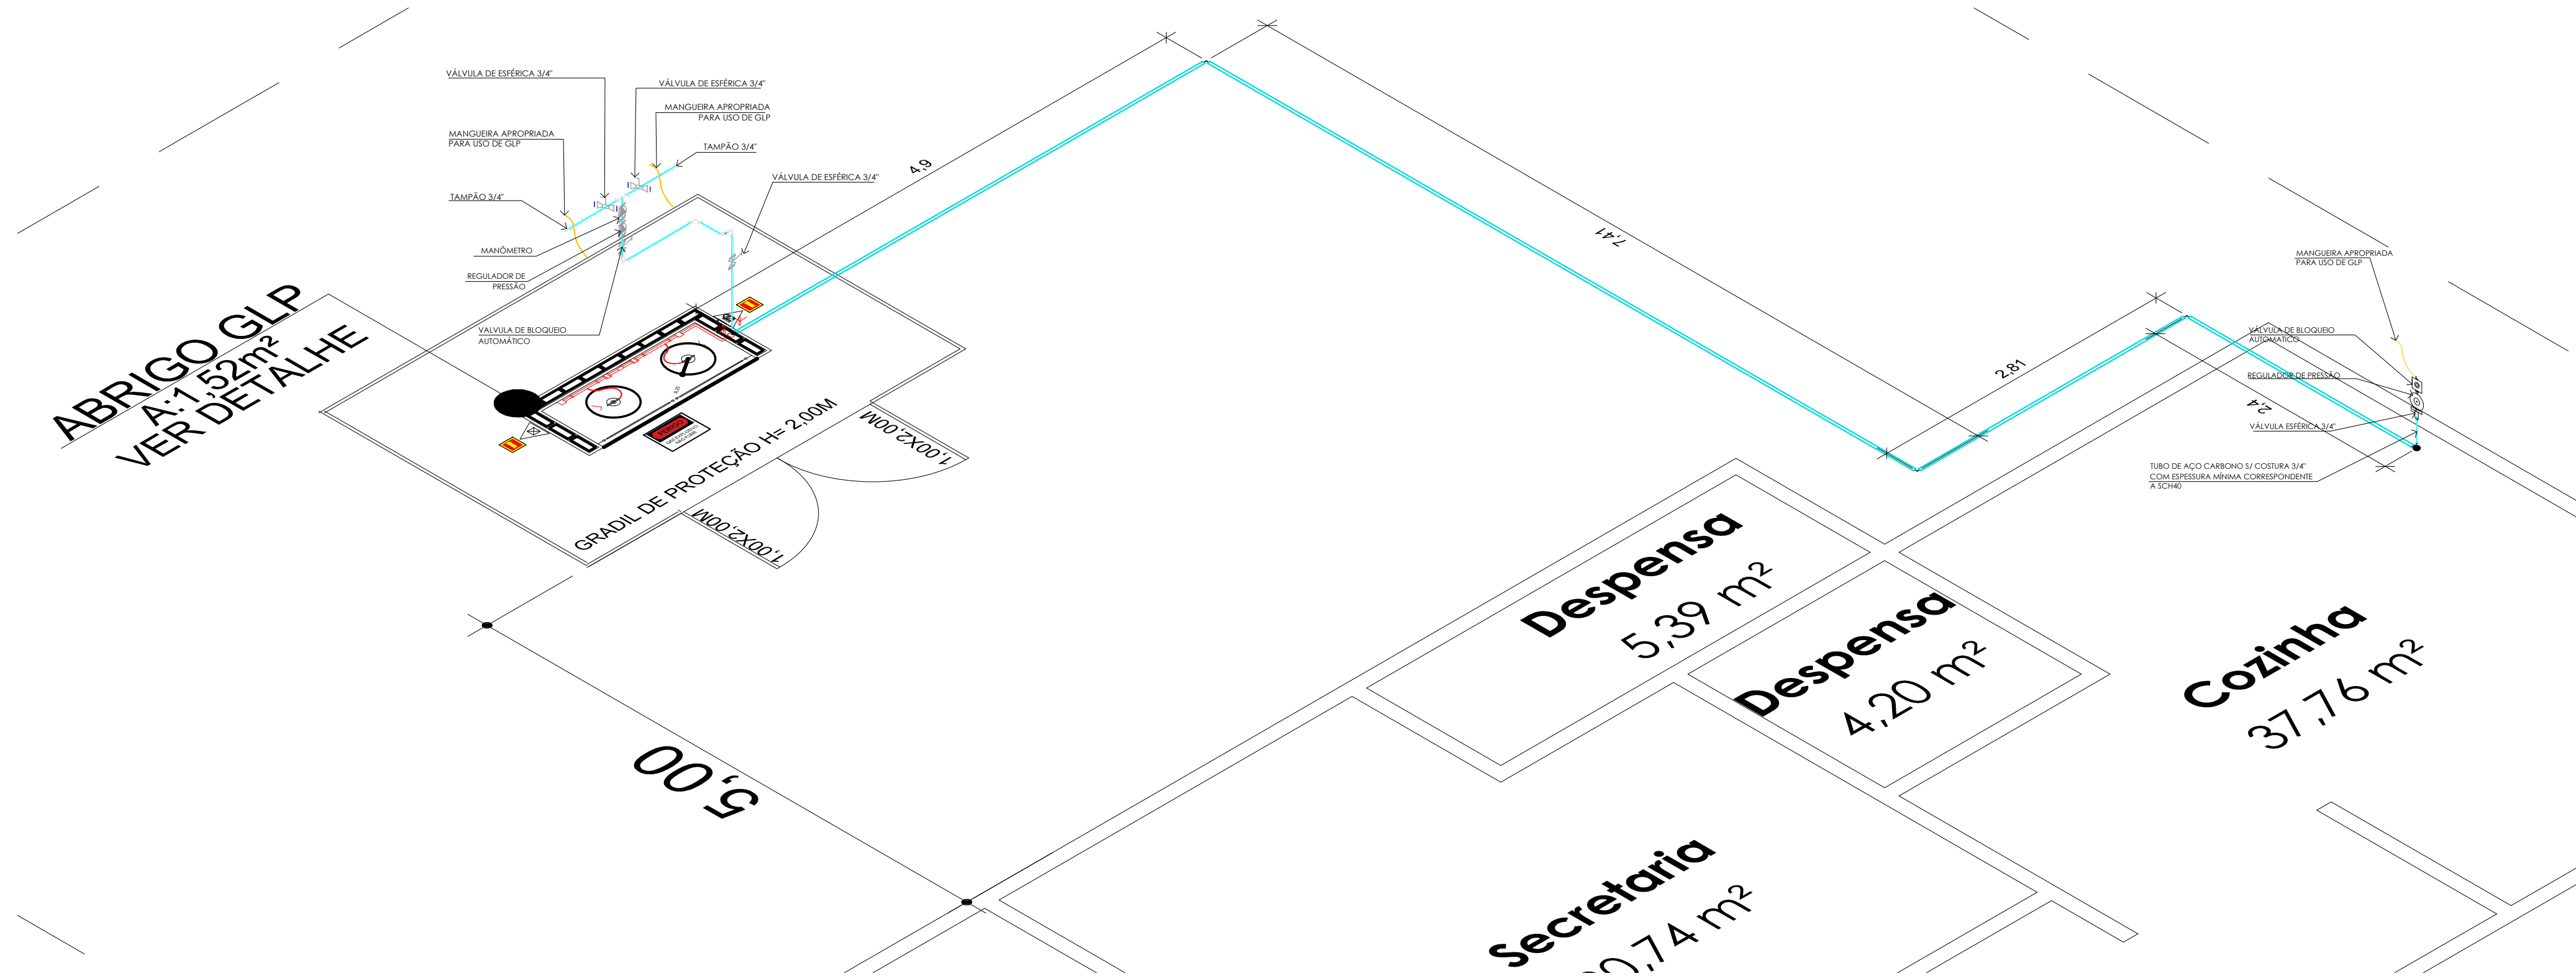 VÁLVULA DE ESFÉRICA 3/4"
VÁLVULA DE ESFÉRICA 3/4"
MANGUEIRA APROPRIADA
PARA USO DE GLP
MANGUEIRA APROPRIADA
PARA USO DE GLP
TAMPÃO 3/4"
VÁLVULA DE ESFÉRICA 3/4"
TAMPÃO 3/4"
MANÔMETRO
REGULADOR DE
PRESSÃO
VALVULA DE BLOQUEIO
AUTOMÁTICO
ABRIGO GLP
A:1,52m²
VER DETALHE
PERIGO
GRADIL DE PROTEÇÃO H= 2,00M
1,00X2,00M
1,00X2,00M
4,9
7,41
2,81
2,4
5,00
MANGUEIRA APROPRIADA
PARA USO DE GLP
VÁLVULA DE BLOQUEIO
AUTOMÁTICO
REGULADOR DE PRESSÃO
VÁLVULA ESFÉRICA 3/4"
TUBO DE AÇO CARBONO S/ COSTURA 3/4"
COM ESPESSURA MÍNIMA CORRESPONDENTE
A SCH40
Despensa
5,39 m²
Despensa
4,20 m²
Cozinha
37,76 m²
Secretaria
0,74 m²